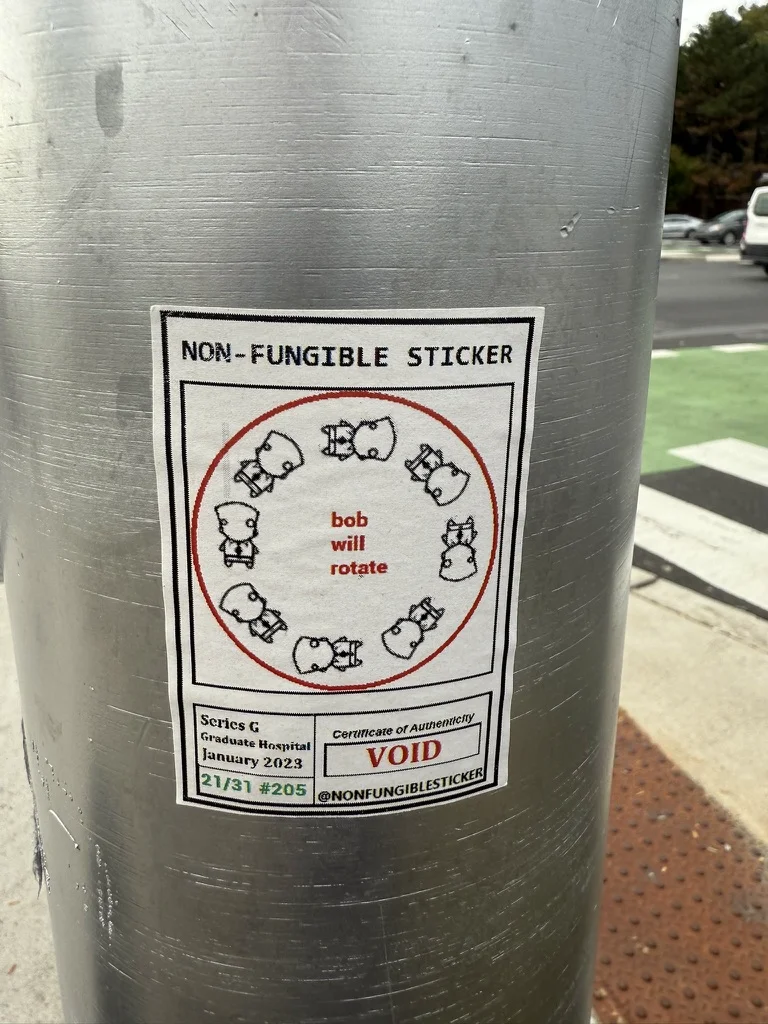 NON-FUNGIBLE STICKER
bob
will
rotate
Series G
Graduate Hospital
January 2023
21/31 #205
Certificate of Authenticity
VOID
@NONFUNGIBLESTICKER